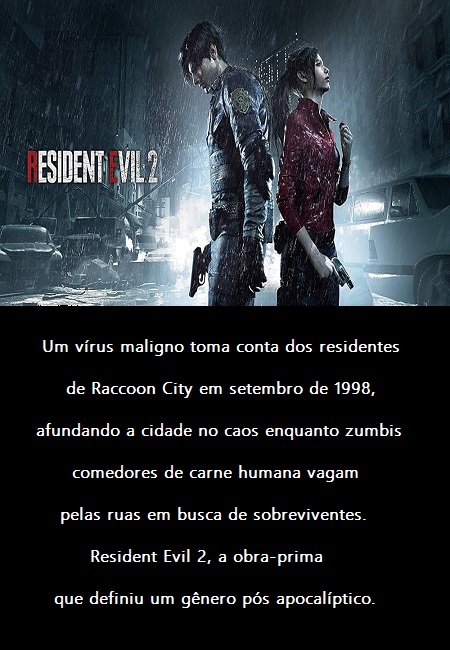 RESIDENT EVIL 2
Um vírus maligno toma conta dos residentes
de Raccoon City em setembro de 1998,
afundando a cidade no caos enquanto zumbis
comedores de carne humana vagam
pelas ruas em busca de sobreviventes.
Resident Evil 2, a obra-prima
que definiu um gênero pós apocalíptico.